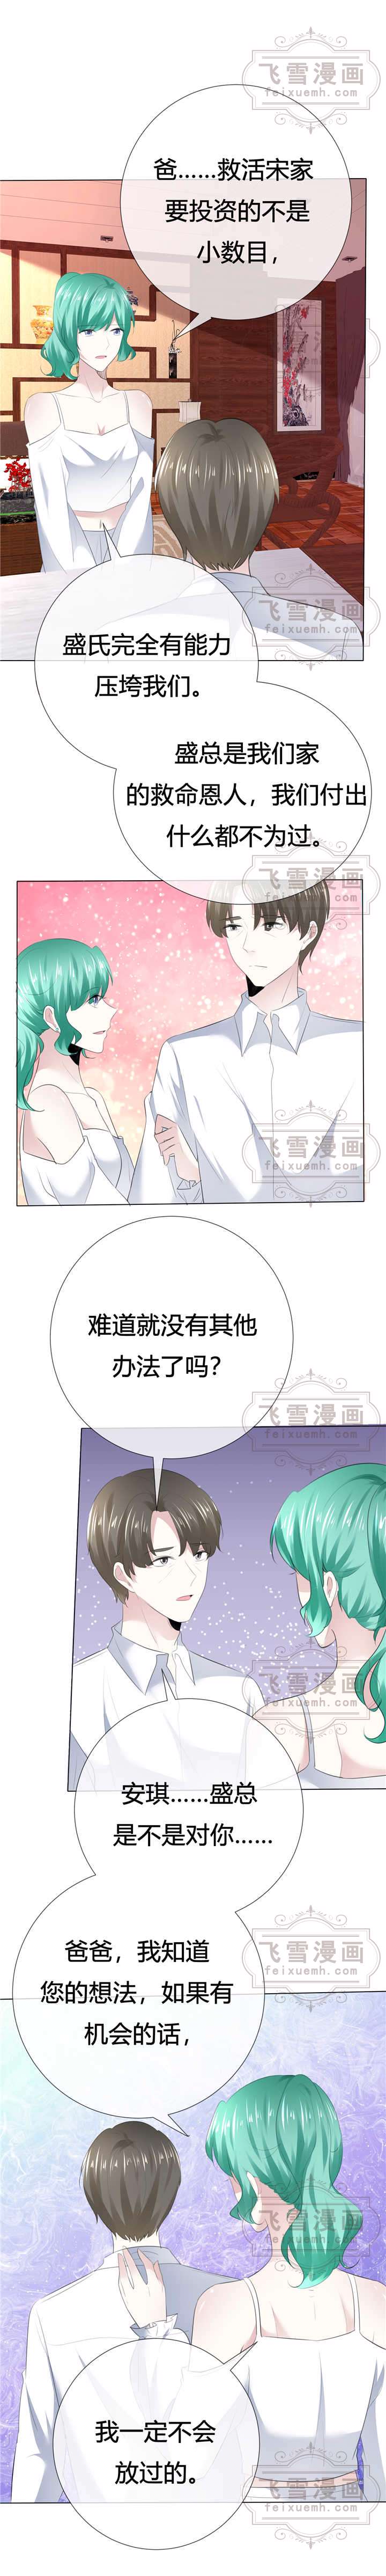 飞雪漫画
feixuemh.com
爸……救活宋家
要投资的不是
小数目，
飞雪漫画
feixuemh.com
飞雪漫画
feixuemh.com
盛氏完全有能力
压垮我们。
盛总是我们家
的救命恩人，我们付出
什么都不为过。
飞雪漫画
feixuemh.com
飞雪漫画
feixuemh.com
难道就没有其他
办法了吗？
飞雪漫画
feixuemh.com
飞雪漫画
feixuemh.com
安琪……盛总
是不是对你……
飞雪漫画
feixuemh.com
爸爸，我知道
您的想法，如果有
机会的话，
飞雪漫画
feixuemh.com
我一定不会
放过的。
飞雪漫画
feixuemh.com